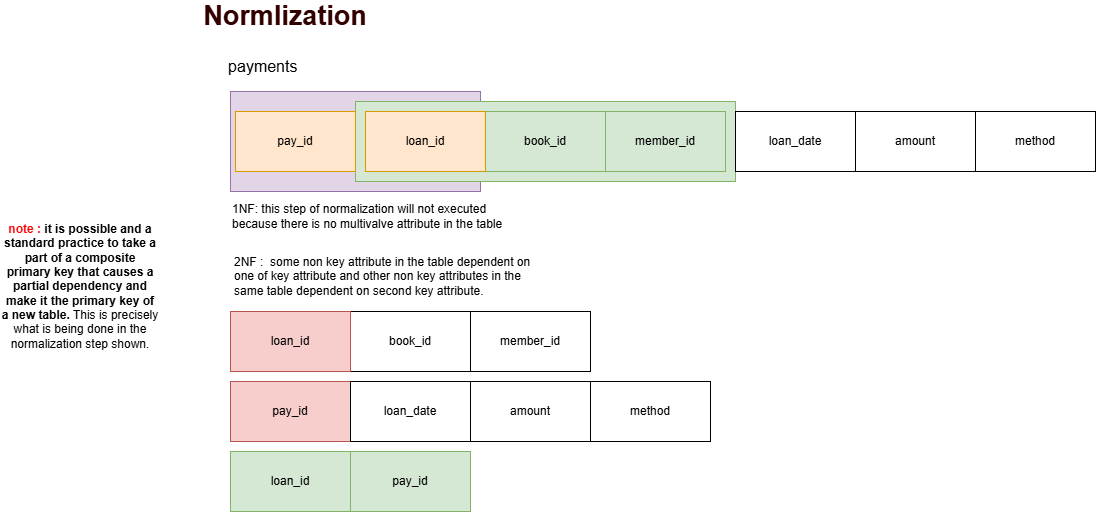 Normlization
payments
pay_id
loan_id
book_id
member_id
loan_date
amount
method
1NF: this step of normalization will not executed
because there is no multivalve attribute in the table
note : it is possible and a
standard practice to take a
part of a composite
primary key that causes a
partial dependency and
make it the primary key of
a new table. This is precisely
what is being done in the
normalization step shown.
2NF : some non key attribute in the table dependent on
one of key attribute and other non key attributes in the
same table dependent on second key attribute.
loan_id
book_id
member_id
pay_id
loan_date
amount
method
loan_id
pay_id